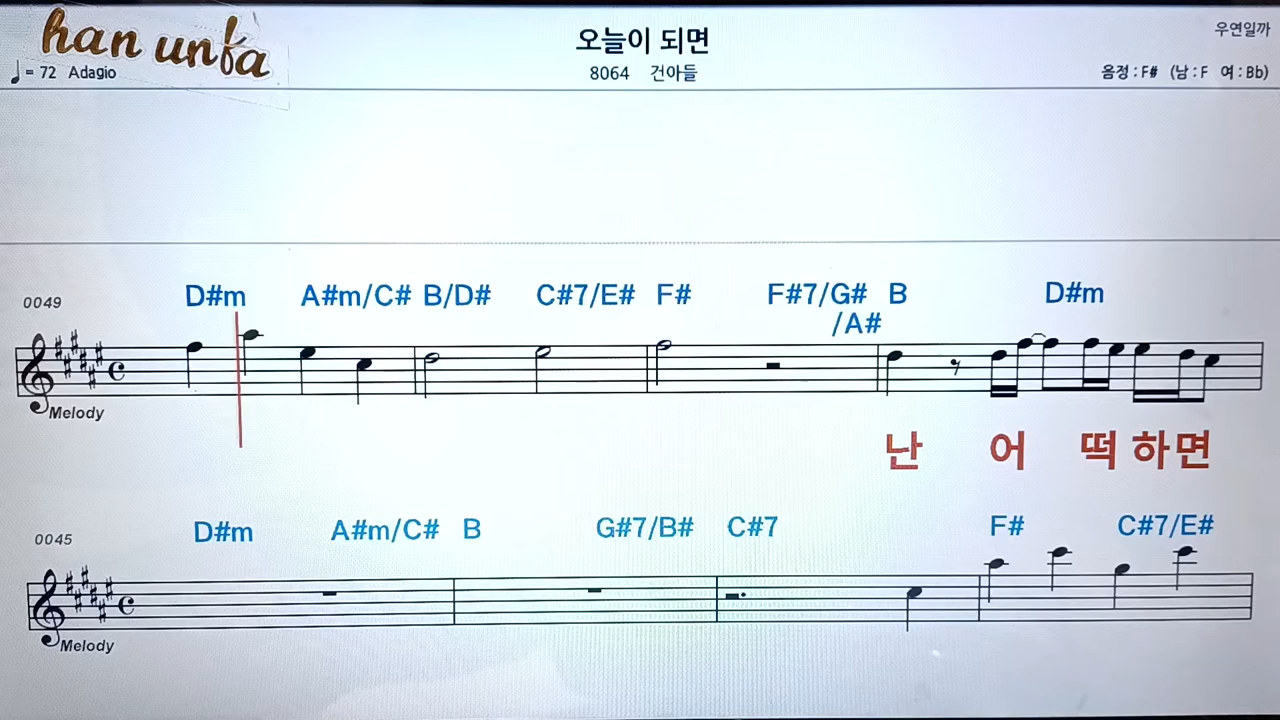 han unfa
오늘이 되면
우연일까
♩= 72 Adagio
8064 건아들
음정 : F# (남 : F 여 : Bb)
0049
D#m A#m/C# B/D# C#7/E# F# F#7/G# B D#m
/A#
Melody
난 어 떡 하면
0045
D#m A#m/C# B G#7/B# C#7 F# C#7/E#
Melody